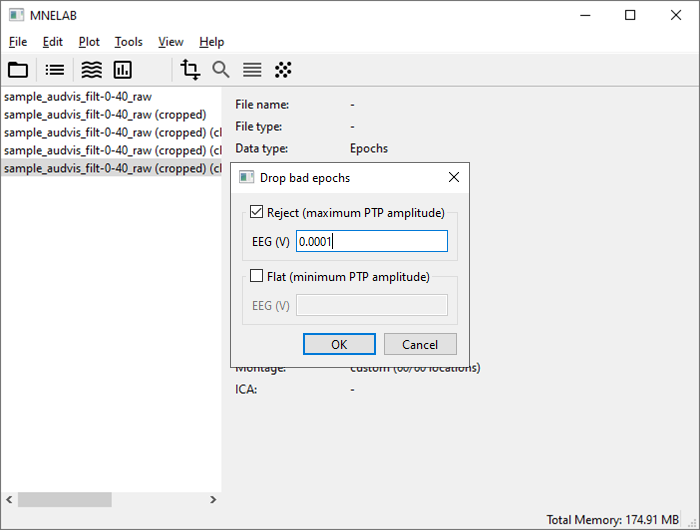 MNELAB
File Edit Plot Tools View Help
sample_audvis_filt-0-40_raw
sample_audvis_filt-0-40_raw (cropped)
sample_audvis_filt-0-40_raw (cropped) (cl
sample_audvis_filt-0-40_raw (cropped) (cl
sample_audvis_filt-0-40_raw (cropped) (cl
File name: -
File type: -
Data type: Epochs
Drop bad epochs
Reject (maximum PTP amplitude)
EEG (V) 0.0001
Flat (minimum PTP amplitude)
EEG (V)
OK Cancel
Montage: custom locations)
ICA: -
Total Memory: 174.91 MB